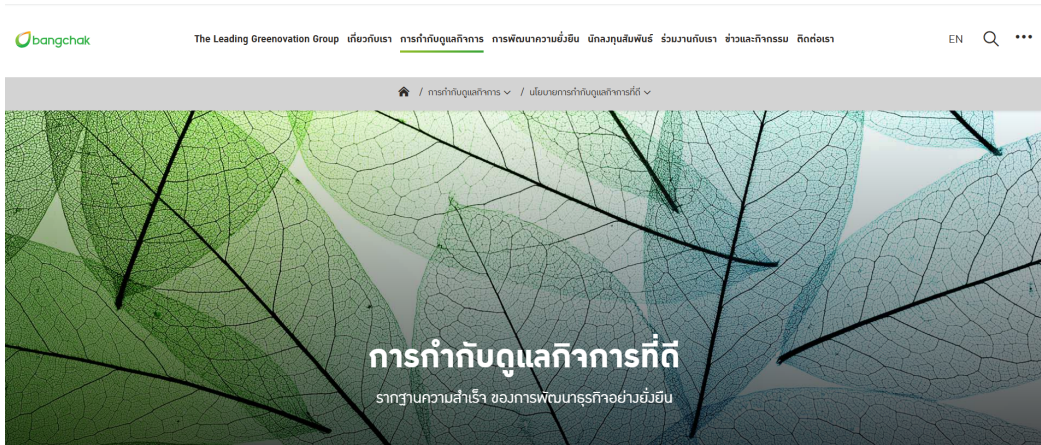 bangchak
The Leading Greenovation Group เกี่ยวกับเรา การกำกับดูแลกิจการ การพัฒนาความยั่งยืน นักลงทุนสัมพันธ์ ร่วมงานกับเรา ข่าวและกิจกรรม ติดต่อเรา
EN
/ การกำกับดูแลกิจการ / นโยบายการกำกับดูแลกิจการที่ดี
การกำกับดูแลกิจการที่ดี
รากฐานความสำเร็จ ของการพัฒนาธุรกิจอย่างยั่งยืน